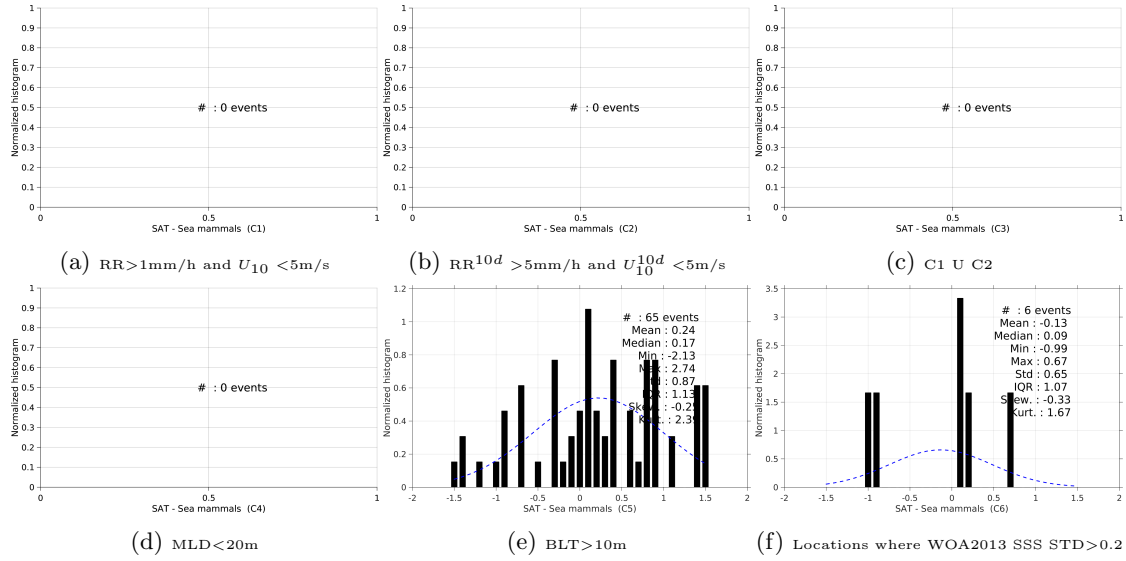 1
0.9
0.8
0.7
0.6
0.5
0.4
0.3
0.2
0.1
0
Normalized histogram
# : 0 events
0 0.5 1
SAT - Sea mammals (C1)
(a) RR>1mm/h and U10 <5m/s
1
0.9
0.8
0.7
0.6
0.5
0.4
0.3
0.2
0.1
0
Normalized histogram
# : 0 events
0 0.5 1
SAT - Sea mammals (C2)
(b) RR10d >5mm/h and U10d10 <5m/s
1
0.9
0.8
0.7
0.6
0.5
0.4
0.3
0.2
0.1
0
Normalized histogram
# : 0 events
0 0.5 1
SAT - Sea mammals (C3)
(c) C1 U C2
1
0.9
0.8
0.7
0.6
0.5
0.4
0.3
0.2
0.1
0
Normalized histogram
# : 0 events
0 0.5 1
SAT - Sea mammals (C4)
(d) MLD<20m
1.2
1
0.8
0.6
0.4
0.2
0
Normalized histogram
# : 65 events
Mean : 0.24
Median : 0.17
Min : -2.13
Max : 2.74
Std : 0.87
IQR : 1.13
Skew. : -0.25
Kurt. : 2.39
-2 -1.5 -1 -0.5 0 0.5 1 1.5 2
SAT - Sea mammals (C5)
(e) BLT>10m
3.5
3
2.5
2
1.5
1
0.5
0
Normalized histogram
# : 6 events
Mean : -0.13
Median : 0.09
Min : -0.99
Max : 0.67
Std : 0.65
IQR : 1.07
Skew. : -0.33
Kurt. : 1.67
-2 -1.5 -1 -0.5 0 0.5 1 1.5 2
SAT - Sea mammals (C6)
(f) Locations where WOA2013 SSS STD>0.2